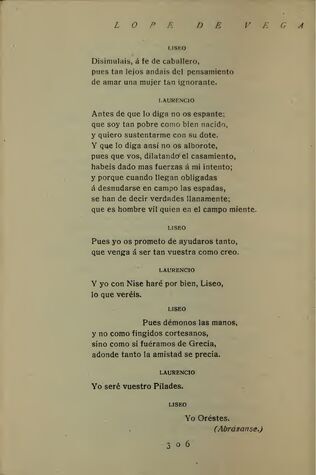 LOPE DE VEGA
LISEO
Disimulais, á fe de caballero,
pues tan lejos andais del pensamiento
de amar una mujer tan ignorante.
LAURENCIO
Antes de que lo diga no os espante;
que soy tan pobre como bien nacido,
y quiero sustentarme con su dote.
Y que lo diga ansí no os alborote,
pues que vos, dilatando el casamiento,
habeis dado mas fuerzas á mi intento;
y porque cuando llegan obligadas
á desnudarse en campo las espadas,
se han de decir verdades llanamente;
que es hombre vil quien en el campo miente.
LISEO
Pues yo os prometo de ayudaros tanto,
que venga á ser tan vuestra como creo.
LAURENCIO
Y yo con Nise haré por bien, Liseo,
lo que veréis.
LISEO
Pues démonos las manos,
y no como fingidos cortesanos,
sino como si fuéramos de Grecia,
adonde tanto la amistad se precia.
LAURENCIO
Yo seré vuestro Pilades.
LISEO
Yo Oréstes.
(Abrázanse.)
306